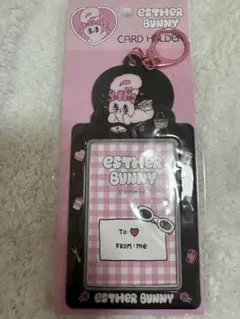 ESTHER
BUNNY
CARD HOLDER
ESTHER
BUNNY
To: ♥
FROM: me
ESTHER BUNNY